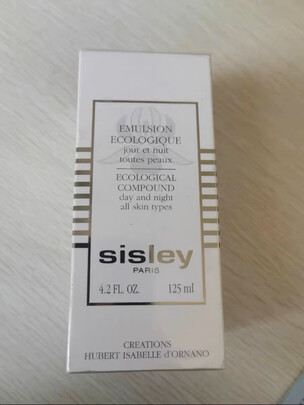 EMULSION
ECOLOGIQUE
jour et nuit
toutes peaux
ECOLOGICAL
COMPOUND
day and night
all skin types
sisley
PARIS
4.2 FL. OZ. 125 ml
CREATIONS
HUBERT ISABELLE d'ORNANO